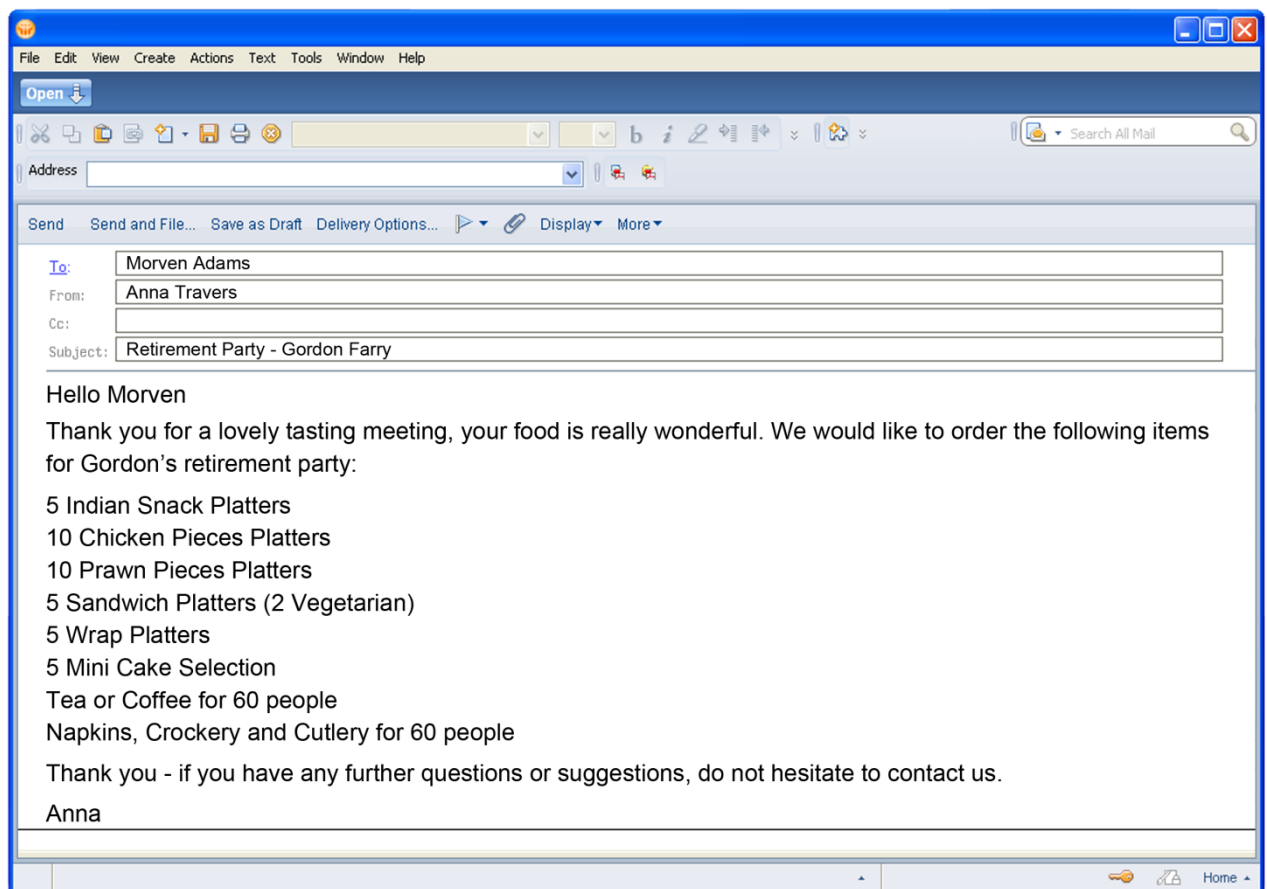 File Edit View Create Actions Text Tools Window Help
Open
Search All Mail
Address
Send Send and File... Save as Draft Delivery Options... Display More
To: Morven Adams
From: Anna Travers
Cc:
Subject: Retirement Party - Gordon Farry
Hello Morven
Thank you for a lovely tasting meeting, your food is really wonderful. We would like to order the following items
for Gordon’s retirement party:
5 Indian Snack Platters
10 Chicken Pieces Platters
10 Prawn Pieces Platters
5 Sandwich Platters (2 Vegetarian)
5 Wrap Platters
5 Mini Cake Selection
Tea or Coffee for 60 people
Napkins, Crockery and Cutlery for 60 people
Thank you - if you have any further questions or suggestions, do not hesitate to contact us.
Anna
Home